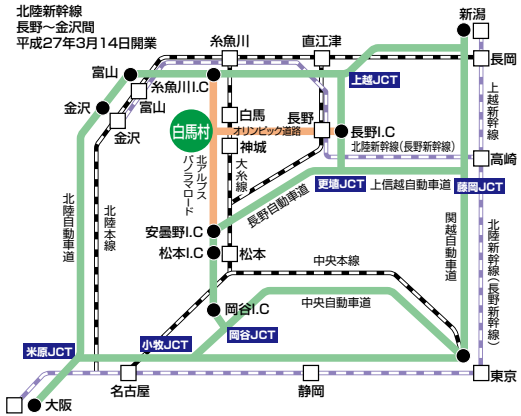 北陸新幹線
長野～金沢間
平成27年3月14日開業
新潟
糸魚川
直江津
長岡
富山
上越JCT
糸魚川I.C
金沢
富山
上越新幹線
白馬
金沢
白馬村
オリンピック道路
長野
長野I.C
神城
北陸新幹線(長野新幹線)
高崎
北アルプス
パノラマロード
大糸線
更埴JCT
上信越自動車道
藤岡JCT
長野自動車道
北陸自動車道
北陸本線
関越自動車道
北陸新幹線(長野新幹線)
安曇野I.C
松本I.C
松本
中央本線
中央自動車道
岡谷I.C
岡谷JCT
小牧JCT
米原JCT
大阪
名古屋
静岡
東京